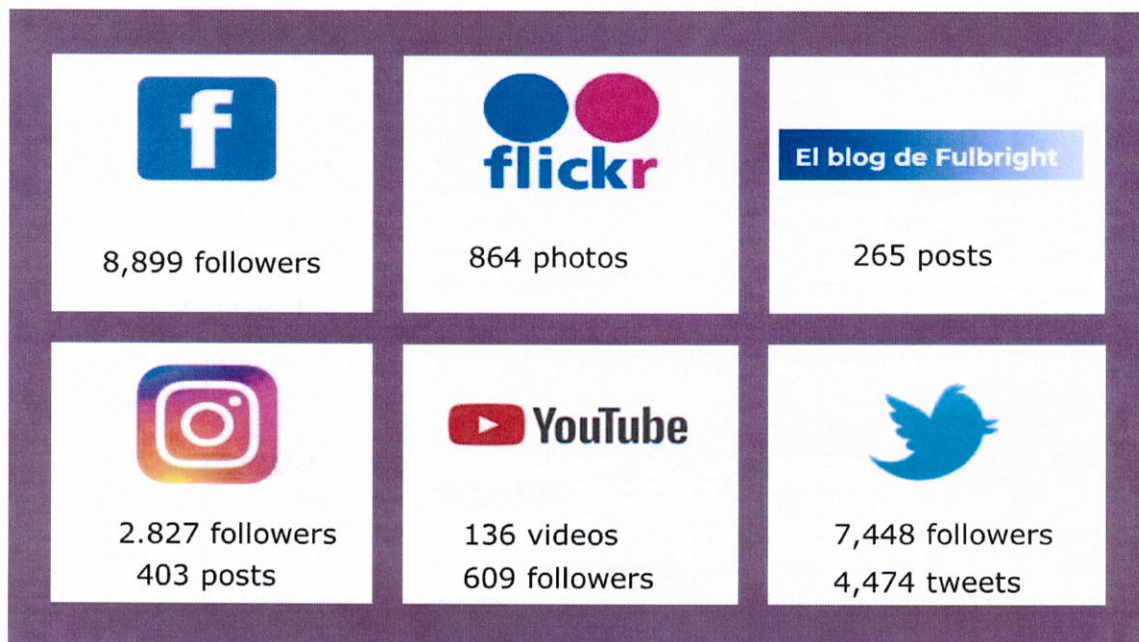 f
flickr
El blog de Fulbright
8,899 followers
864 photos
265 posts
YouTube
2.827 followers
403 posts
136 videos
609 followers
7,448 followers
4,474 tweets